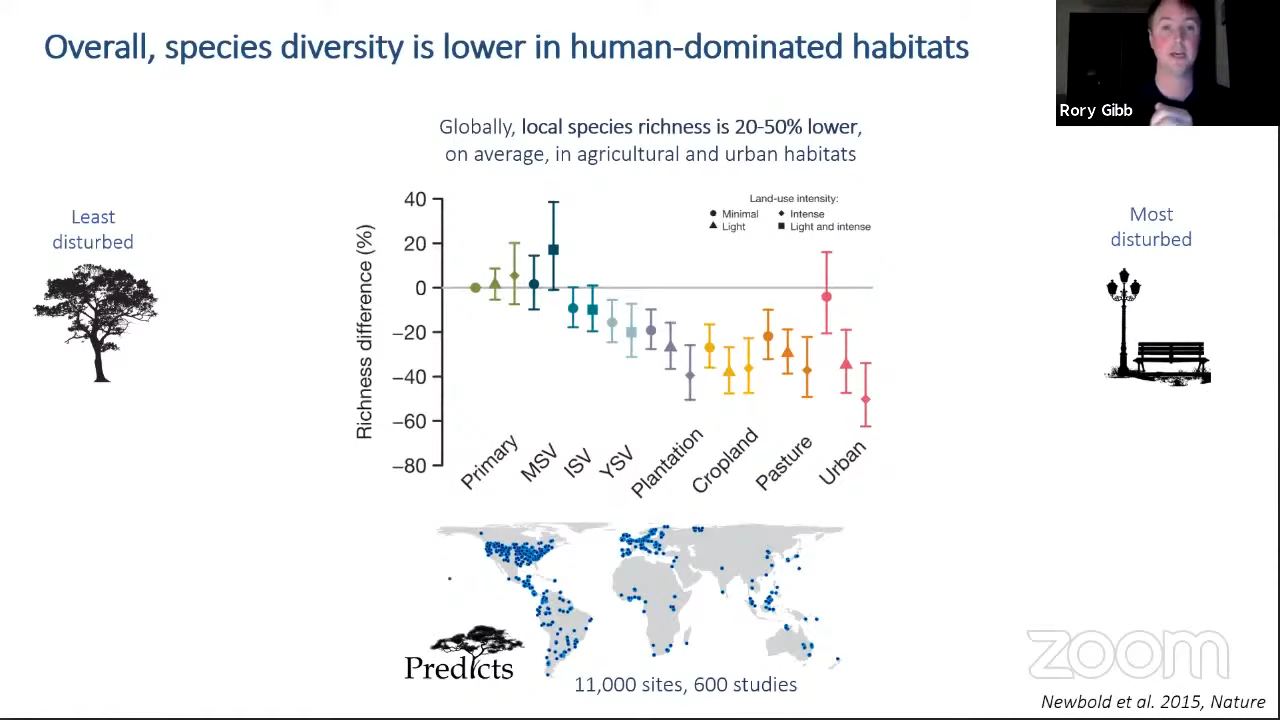 Overall, species diversity is lower in human-dominated habitats
Rory Gibb
Globally, local species richness is 20-50% lower,
on average, in agricultural and urban habitats
Least
disturbed
Most
disturbed
Richness difference (%)
40
20
0
−20
−40
−60
−80
Land-use intensity:
Minimal
Intense
Light
Light and intense
Primary
MSV
ISV
YSV
Plantation
Cropland
Pasture
Urban
Predicts
11,000 sites, 600 studies
zoom
Newbold et al. 2015, Nature